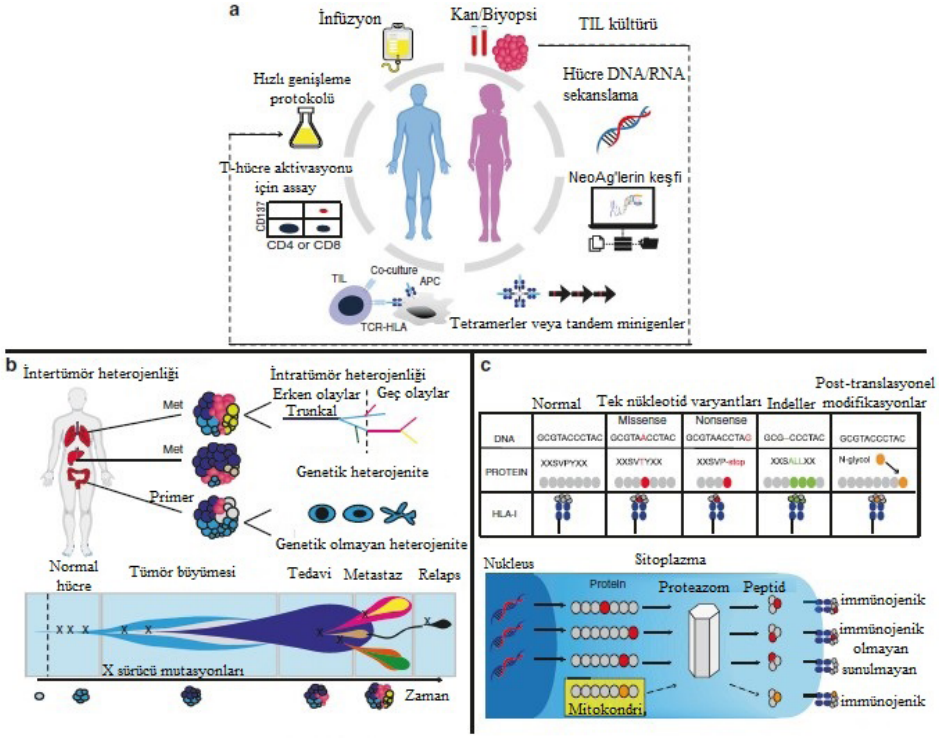 a
İnfüzyon
Kan/Biyopsi
TIL kültürü
Hızlı genişleme
protokolü
Hücre DNA/RNA
sekanslama
T-hücre aktivasyonu
için assay
CD137
CD4 or CD8
NeoAg'lerin keşfi
TIL
Co-culture
APC
TCR-HLA
Tetramerler veya tandem minigenler
b
İntertümör heterojenliği
Met
Met
Primer
İntratümör heterojenliği
Erken olaylar
Geç olaylar
Trunkal
Genetik heterojenite
Genetik olmayan heterojenite
Normal
hücre
Tümör büyümesi
Tedavi
Metastaz
Relaps
X X X X X X X X X
X sürücü mutasyonları
Zaman
c
Normal
Tek nükleotid varyantları
Indeller
Post-translasyonel
modifikasyonlar
Missense
Nonsense
DNA
GCGTACCCTAC
GCGTAACCTAC
GCGTAACCTAG
GCG--CCCTAC
GCGTACCCTAC
PROTEIN
XXSVPYXX
XXSVTYXX
XXSVP-stop
XXSALLXX
N-glycol
HLA-I
Sitoplazma
Nukleus
Protein
Proteazom
Peptid
immünojenik
immünojenik
olmayan
sunulmayan
immünojenik
Mitokondri